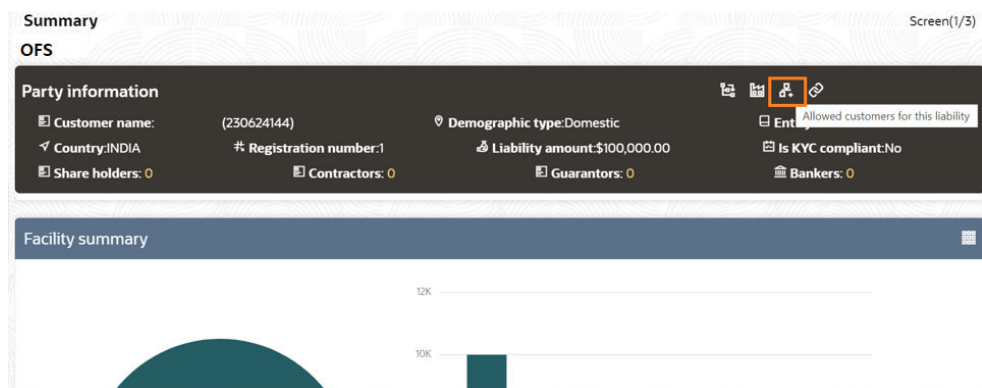 Summary Screen(1/3)
OFS
Party information
Allowed customers for this liability
Customer name: (230624144) Demographic type:Domestic
Country:INDIA Registration number:1 Liability amount:$100,000.00 Is KYC compliant:No
Share holders: 0 Contractors: 0 Guarantors: 0 Bankers: 0
Facility summary
12K
10K